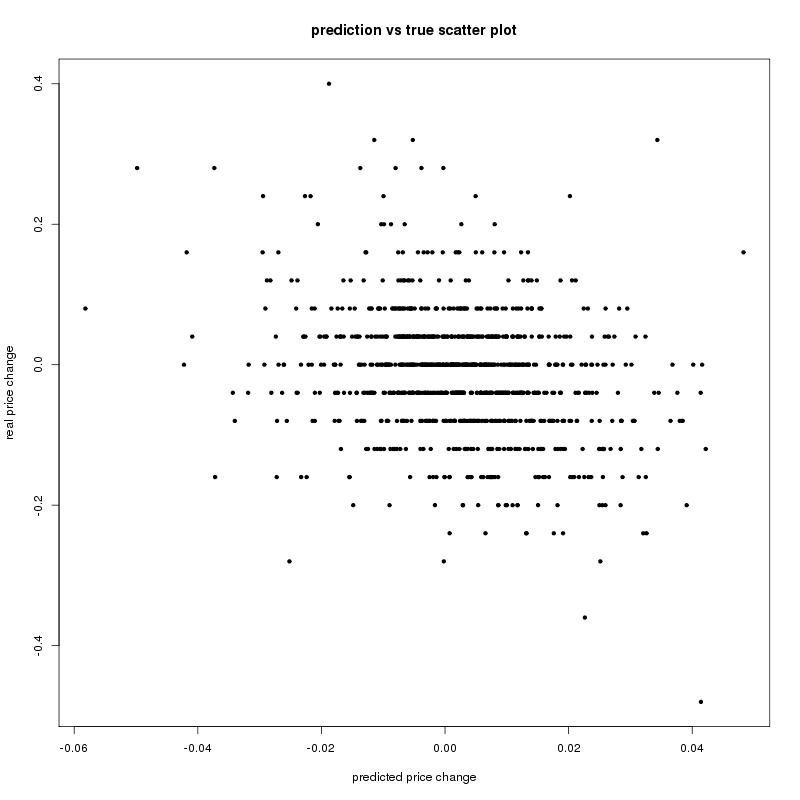 prediction vs true scatter plot
0.4
0.2
0.0
-0.2
-0.4
real price change
-0.06 -0.04 -0.02 0.00 0.02 0.04
predicted price change